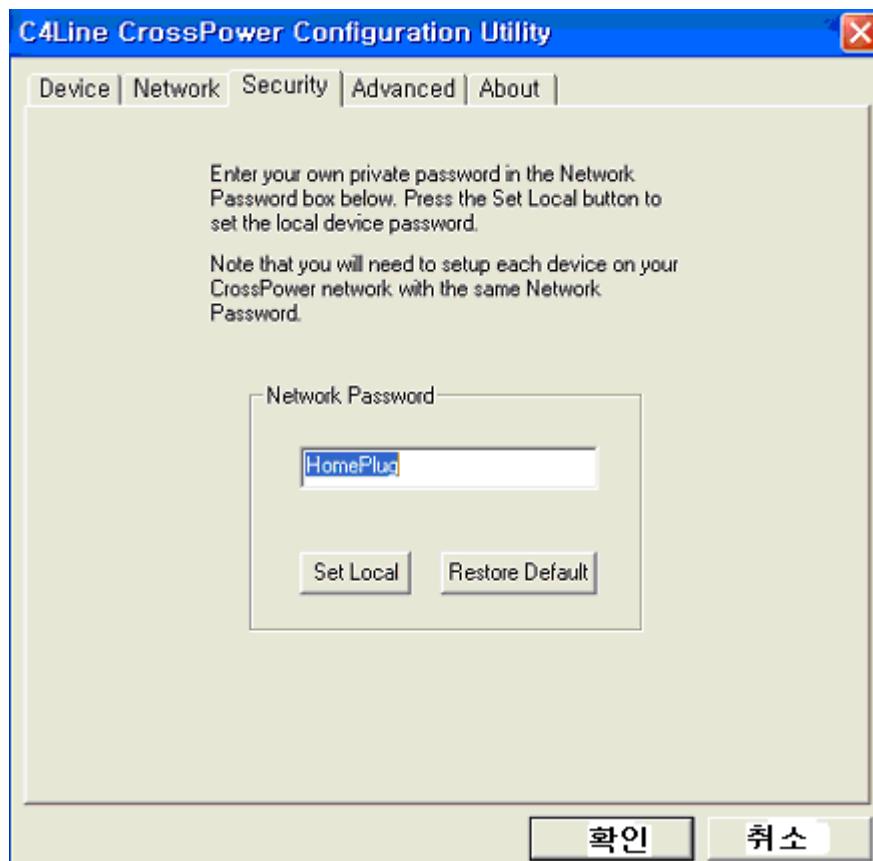 C4Line CrossPower Configuration Utility
Device Network Security Advanced About
Enter your own private password in the Network
Password box below. Press the Set Local button to
set the local device password.
Note that you will need to setup each device on your
CrossPower network with the same Network
Password.
Network Password
HomePlug
Set Local Restore Default
확인 취소